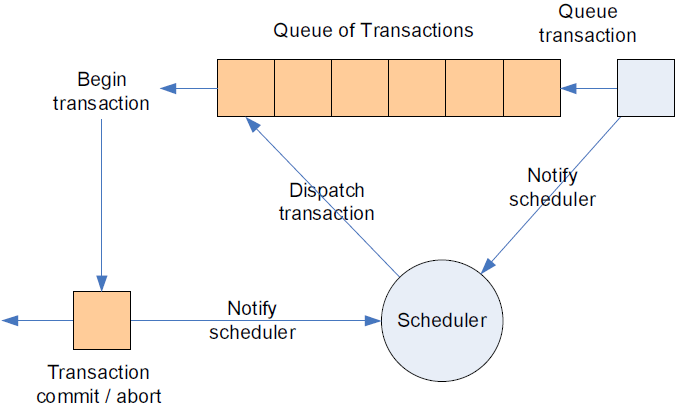 Queue of Transactions
Queue
transaction
Begin
transaction
Notify
scheduler
Dispatch
transaction
Notify
scheduler
Scheduler
Transaction
commit / abort